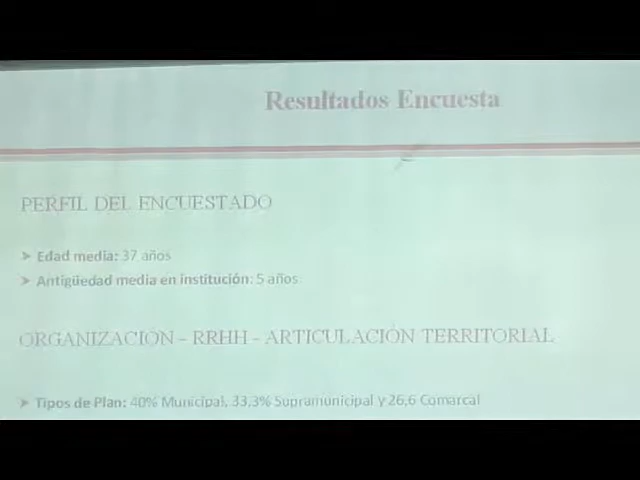 Resultados Encuesta
PERFIL DEL ENCUESTADO
➤ Edad media: 37 años
➤ Antigüedad media en institución: 5 años
ORGANIZACIÓN – RRHH - ARTICULACIÓN TERRITORIAL
➤ Tipos de Plan: 40% Municipal, 33,3% Supramunicipal y 26,6 Comarcal